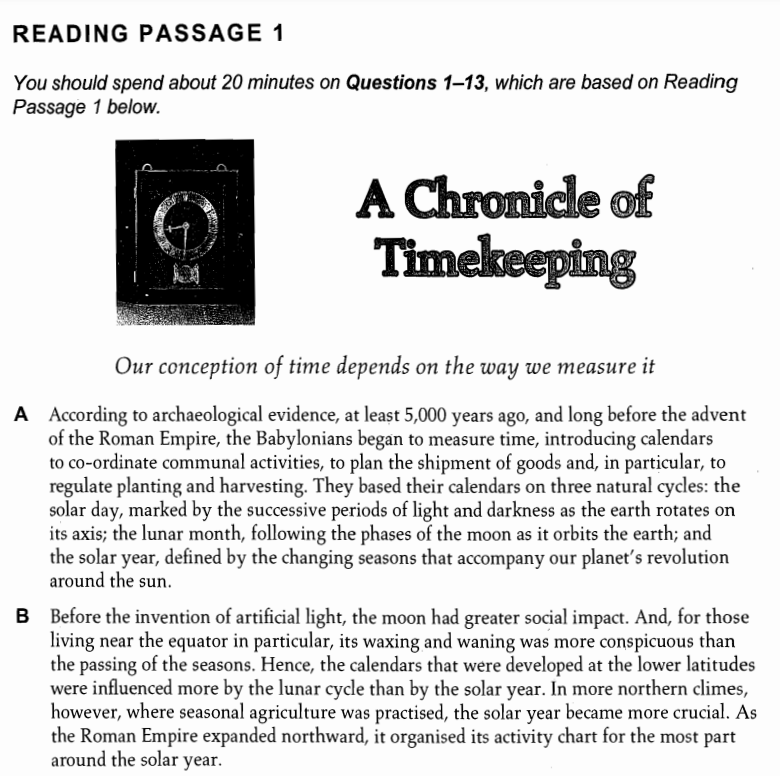 READING PASSAGE 1
You should spend about 20 minutes on Questions 1–13, which are based on Reading
Passage 1 below.
A Chronicle of
Timekeeping
Our conception of time depends on the way we measure it
A According to archaeological evidence, at least 5,000 years ago, and long before the advent
of the Roman Empire, the Babylonians began to measure time, introducing calendars
to co-ordinate communal activities, to plan the shipment of goods and, in particular, to
regulate planting and harvesting. They based their calendars on three natural cycles: the
solar day, marked by the successive periods of light and darkness as the earth rotates on
its axis; the lunar month, following the phases of the moon as it orbits the earth; and
the solar year, defined by the changing seasons that accompany our planet's revolution
around the sun.
B Before the invention of artificial light, the moon had greater social impact. And, for those
living near the equator in particular, its waxing and waning was more conspicuous than
the passing of the seasons. Hence, the calendars that were developed at the lower latitudes
were influenced more by the lunar cycle than by the solar year. In more northern climes,
however, where seasonal agriculture was practised, the solar year became more crucial. As
the Roman Empire expanded northward, it organised its activity chart for the most part
around the solar year.